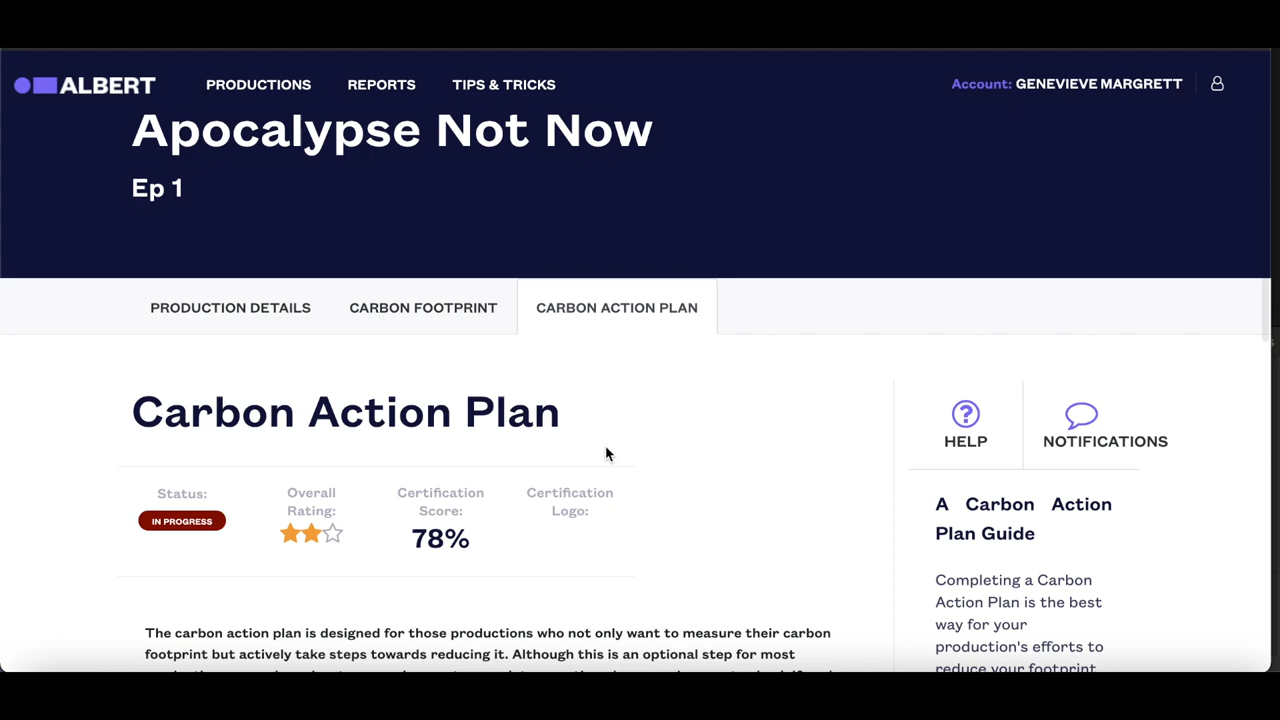 ALBERT
PRODUCTIONS
REPORTS
TIPS & TRICKS
Account: GENEVIEVE MARGRETT
Apocalypse Not Now
Ep 1
PRODUCTION DETAILS
CARBON FOOTPRINT
CARBON ACTION PLAN
Carbon Action Plan
Status:
IN PROGRESS
Overall
Rating:
Certification
Score:
78%
Certification
Logo:
The carbon action plan is designed for those productions who not only want to measure their carbon
footprint but actively take steps towards reducing it. Although this is an optional step for most
HELP
NOTIFICATIONS
A Carbon Action
Plan Guide
Completing a Carbon
Action Plan is the best
way for your
production's efforts to
reduce your footprint